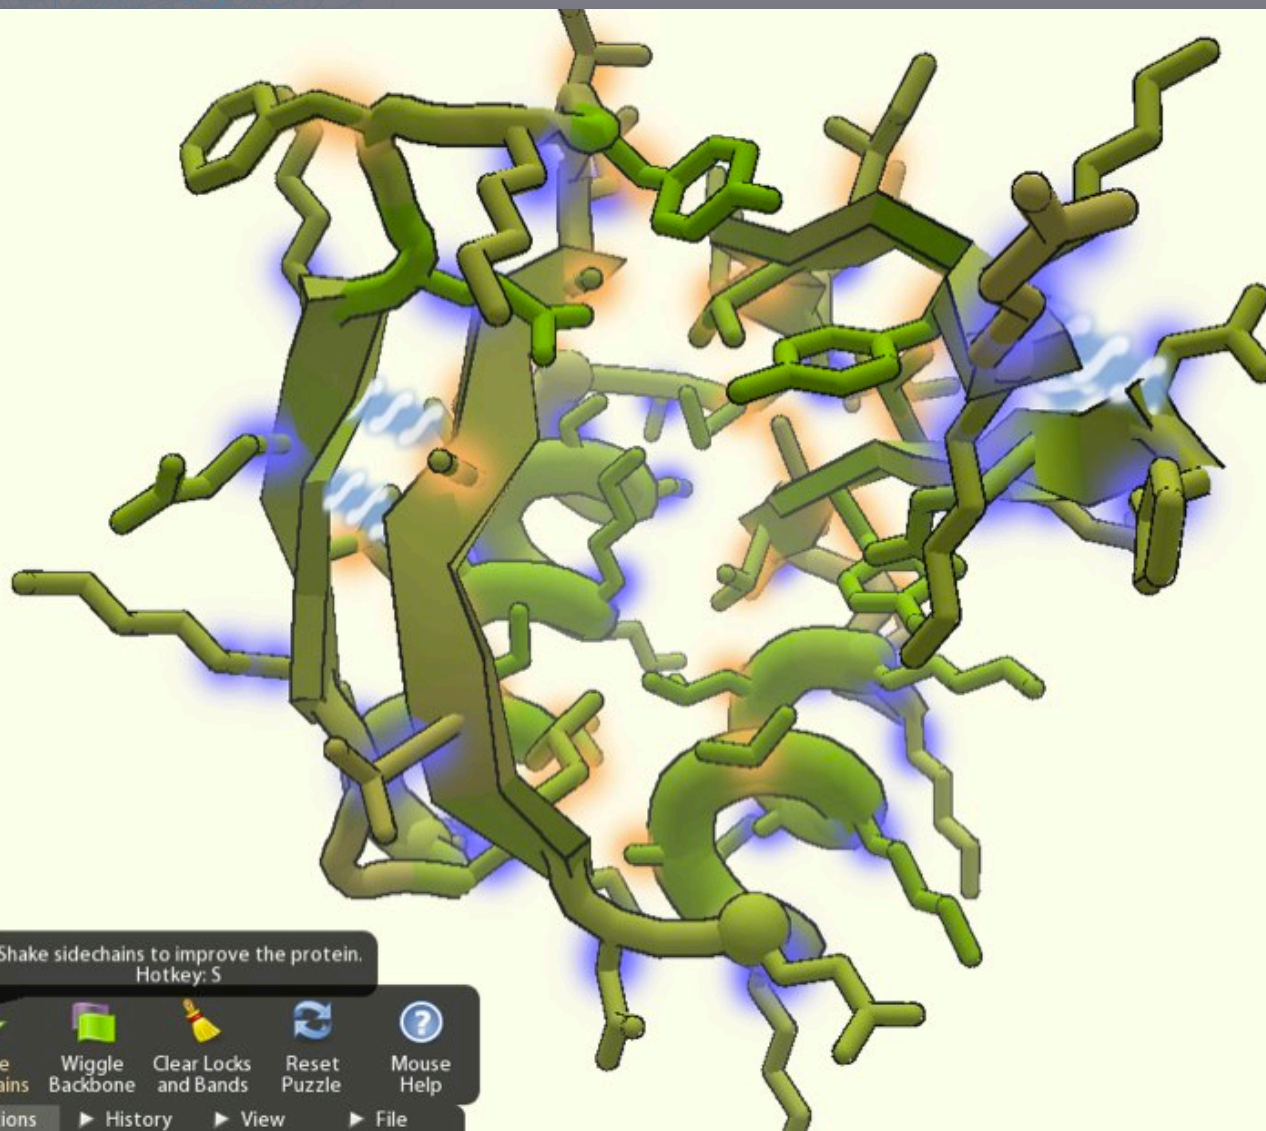 Shake sidechains to improve the protein.
Hotkey: S
Wiggle
Backbone
Clear Locks
and Bands
Reset
Puzzle
Mouse
Help
History
View
File